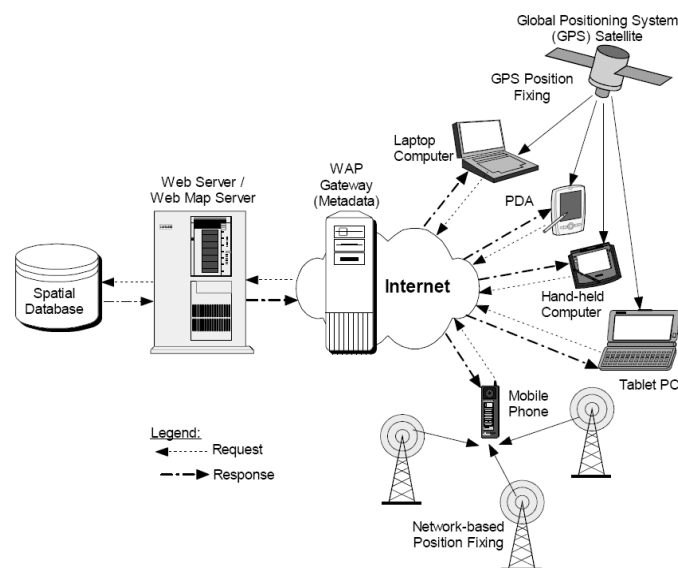 Global Positioning System
(GPS) Satellite
GPS Position
Fixing
Laptop
Computer
WAP
Gateway
(Metadata)
Web Server /
Web Map Server
PDA
Spatial
Database
Internet
Hand-held
Computer
Tablet PC
Mobile
Phone
Legend:
Request
Response
Network-based
Position Fixing